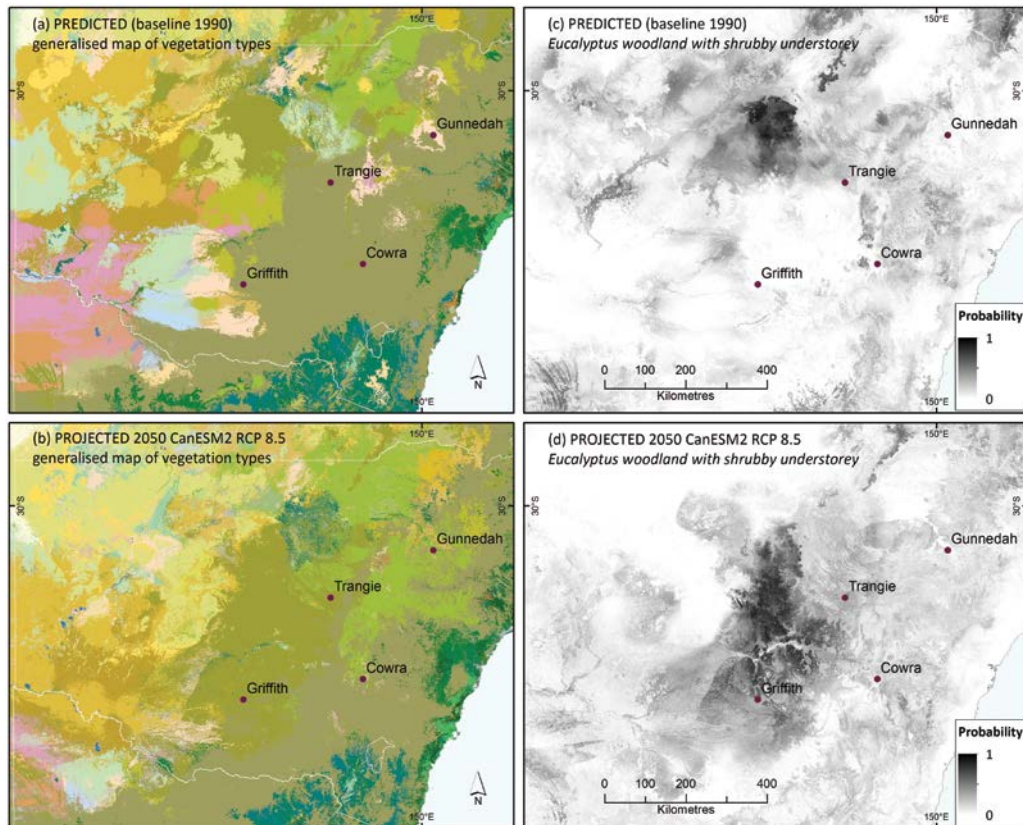 (a) PREDICTED (baseline 1990)
generalised map of vegetation types
150°E
30°S
Gunnedah
Trangie
Cowra
Griffith
N
150°E
(c) PREDICTED (baseline 1990)
Eucalyptus woodland with shrubby understorey
150°E
30°S
30°S
Gunnedah
Trangie
Cowra
Griffith
Probability
1
0
0 100 200 400
Kilometres
N
150°E
(b) PROJECTED 2050 CanESM2 RCP 8.5
generalised map of vegetation types
150°E
30°S
Gunnedah
Trangie
Cowra
Griffith
N
150°E
(d) PROJECTED 2050 CanESM2 RCP 8.5
Eucalyptus woodland with shrubby understorey
150°E
30°S
30°S
Gunnedah
Trangie
Cowra
Griffith
Probability
1
0
0 100 200 400
Kilometres
N
150°E